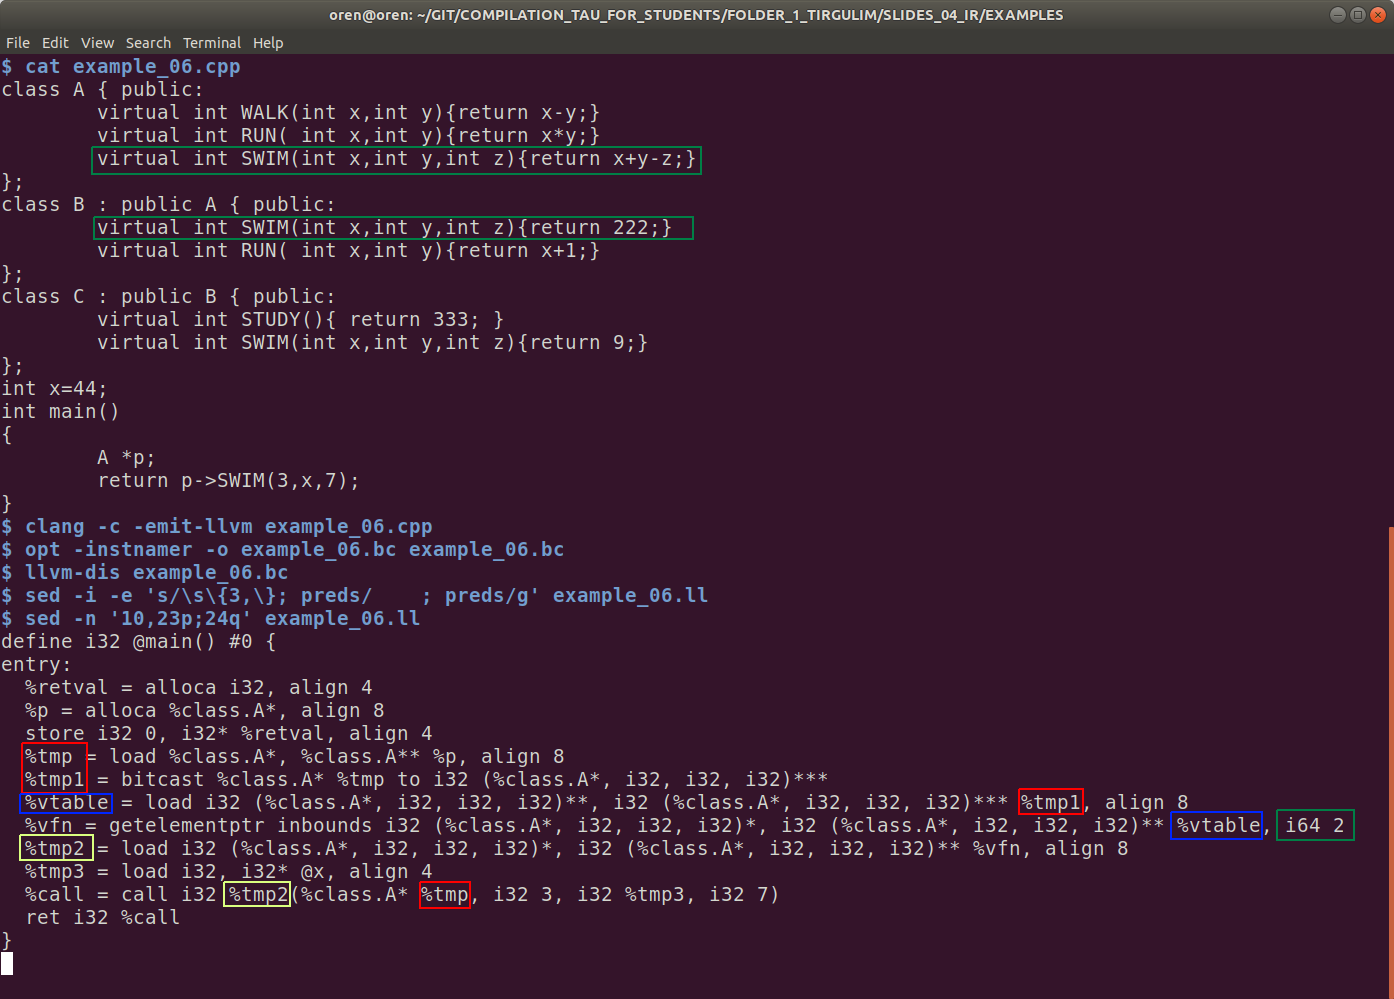 oren@oren: ~/GIT/COMPILATION_TAU_FOR_STUDENTS/FOLDER_1_TIRGULIM/SLIDES_04_IR/EXAMPLES
File Edit View Search Terminal Help
$ cat example_06.cpp
class A { public:
        virtual int WALK(int x,int y){return x-y;}
        virtual int RUN( int x,int y){return x*y;}
        virtual int SWIM(int x,int y,int z){return x+y-z;}
};
class B : public A { public:
        virtual int SWIM(int x,int y,int z){return 222;}
        virtual int RUN( int x,int y){return x+1;}
};
class C : public B { public:
        virtual int STUDY(){ return 333; }
        virtual int SWIM(int x,int y,int z){return 9;}
};
int x=44;
int main()
{
        A *p;
        return p->SWIM(3,x,7);
}
$ clang -c -emit-llvm example_06.cpp
$ opt -instnamer -o example_06.bc example_06.bc
$ llvm-dis example_06.bc
$ sed -i -e 's/\s\{3,\}; preds/    ; preds/g' example_06.ll
$ sed -n '10,23p;24q' example_06.ll
define i32 @main() #0 {
entry:
  %retval = alloca i32, align 4
  %p = alloca %class.A*, align 8
  store i32 0, i32* %retval, align 4
  %tmp = load %class.A*, %class.A** %p, align 8
  %tmp1 = bitcast %class.A* %tmp to i32 (%class.A*, i32, i32, i32)***
  %vtable = load i32 (%class.A*, i32, i32, i32)**, i32 (%class.A*, i32, i32, i32)*** %tmp1, align 8
  %vfn = getelementptr inbounds i32 (%class.A*, i32, i32, i32)*, i32 (%class.A*, i32, i32, i32)** %vtable, i64 2
  %tmp2 = load i32 (%class.A*, i32, i32, i32)*, i32 (%class.A*, i32, i32, i32)** %vfn, align 8
  %tmp3 = load i32, i32* @x, align 4
  %call = call i32 %tmp2(%class.A* %tmp, i32 3, i32 %tmp3, i32 7)
  ret i32 %call
}